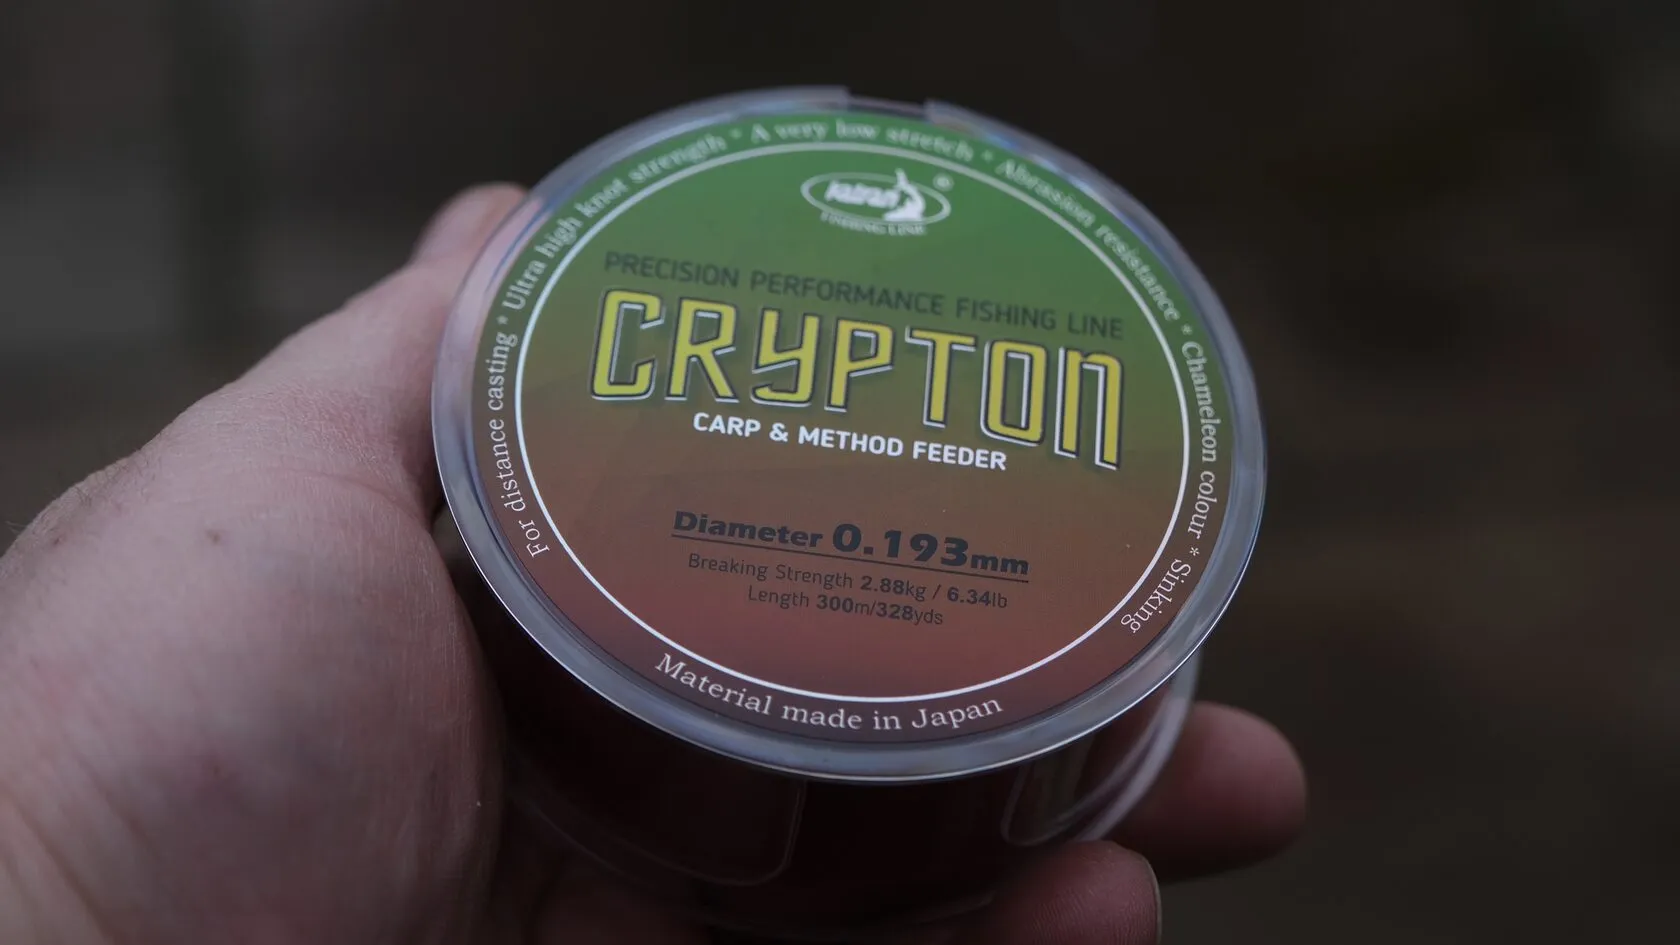 For distance casting * Ultra high knot strength * A very low stretch * Abrasion resistance * Chameleon colour * Sinking
FISHING LINE
PRECISION PERFORMANCE FISHING LINE
CRYPTON
CARP & METHOD FEEDER
Diameter 0.193mm
Breaking Strength 2.88kg / 6.34lb
Length 300m/328yds
Material made in Japan